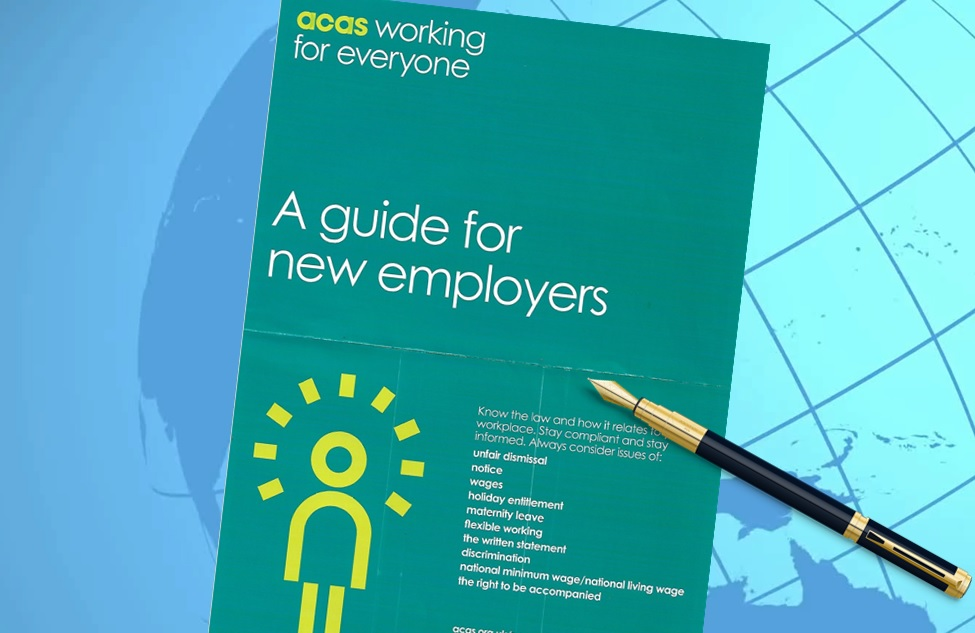 acas working
for everyone
A guide for
new employers
Know the law and how it relates to
workplace. Stay compliant and stay
informed. Always consider issues of:
unfair dismissal
notice
wages
holiday entitlement
maternity leave
flexible working
the written statement
discrimination
national minimum wage/national living wage
the right to be accompanied
acas.org